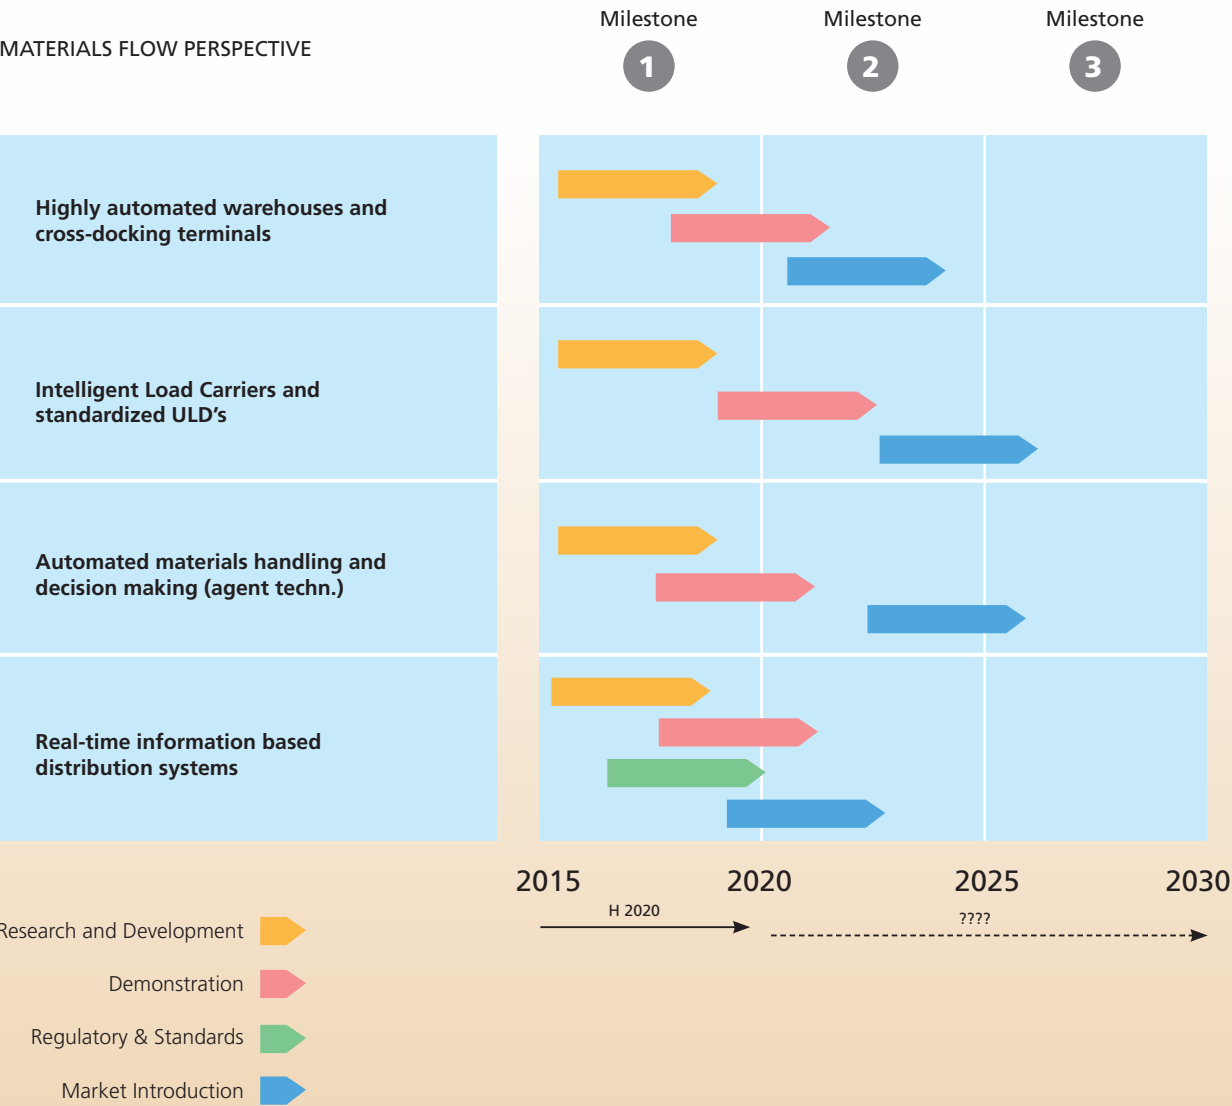 Milestone Milestone Milestone
MATERIALS FLOW PERSPECTIVE
1 2 3
Highly automated warehouses and
cross-docking terminals
Intelligent Load Carriers and
standardized ULD’s
Automated materials handling and
decision making (agent techn.)
Real-time information based
distribution systems
2015 2020 2025 2030
H 2020 ????
Research and Development
Demonstration
Regulatory & Standards
Market Introduction